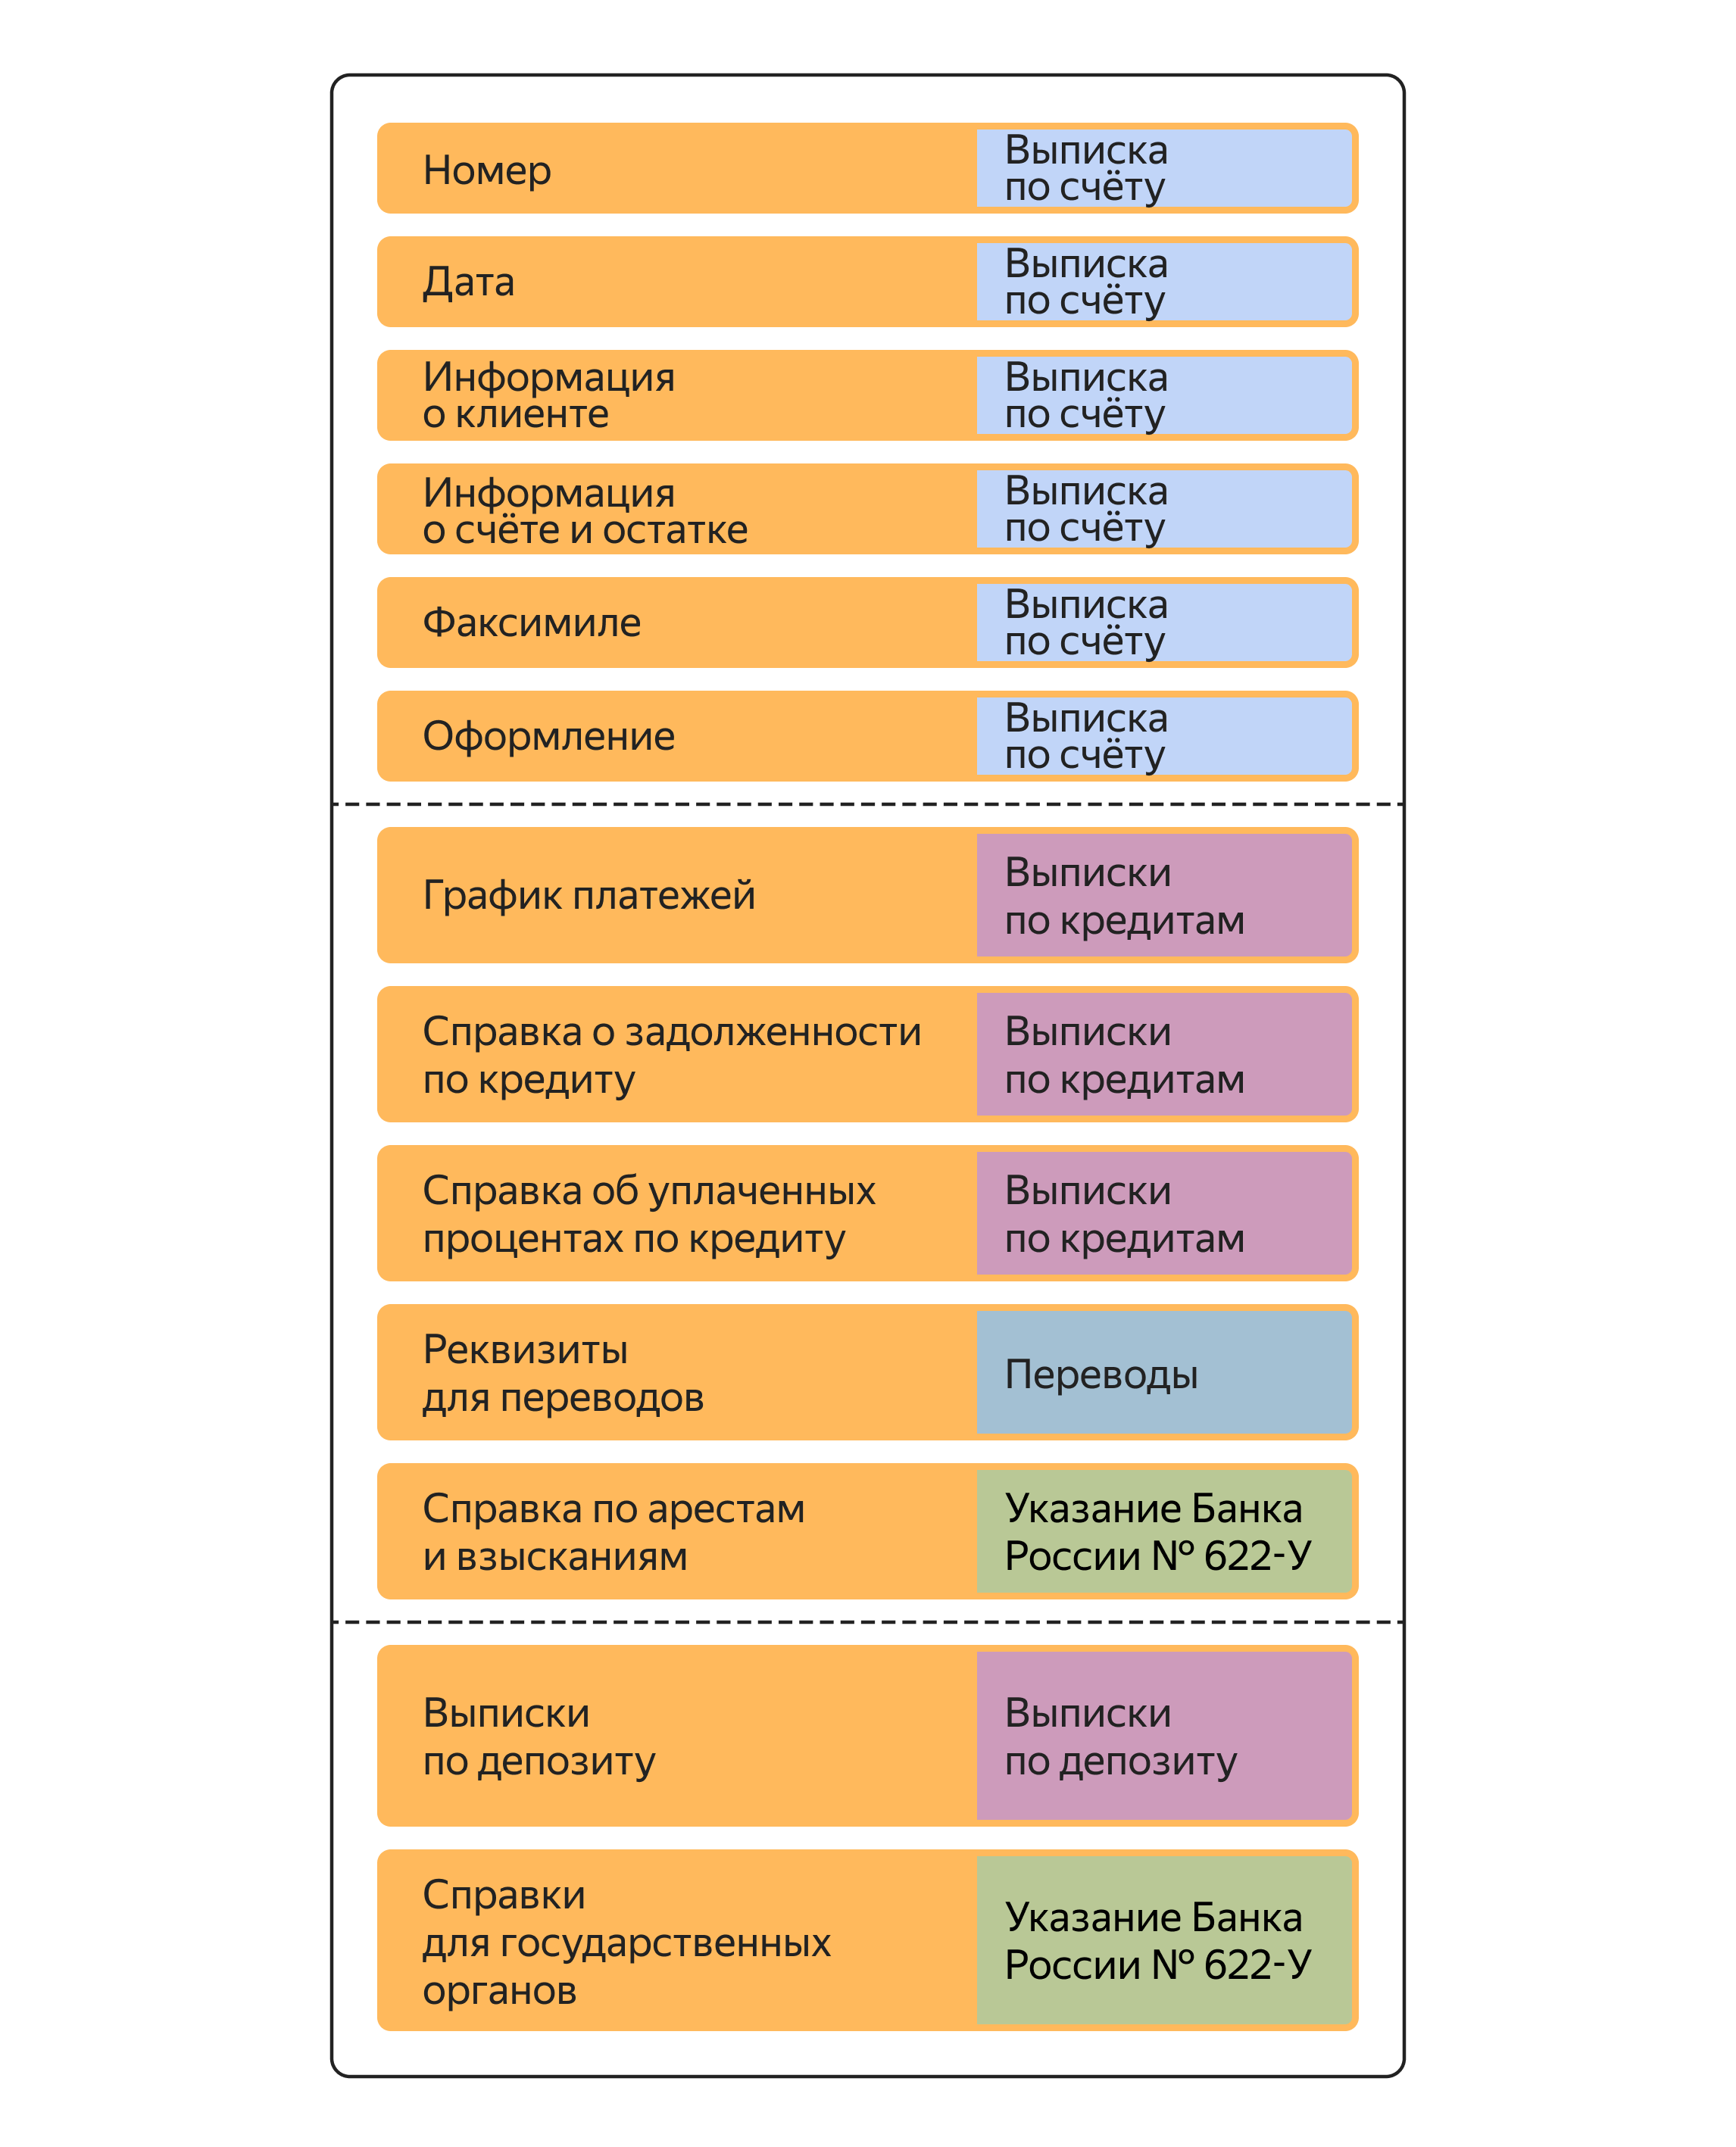 Номер
Выписка
по счёту
Дата
Выписка
по счёту
Информация
о клиенте
Выписка
по счёту
Информация
о счёте и остатке
Выписка
по счёту
Факсимиле
Выписка
по счёту
Оформление
Выписка
по счёту
График платежей
Выписки
по кредитам
Справка о задолженности
по кредиту
Выписки
по кредитам
Справка об уплаченных
процентах по кредиту
Выписки
по кредитам
Реквизиты
для переводов
Переводы
Справка по арестам
и взысканиям
Указание Банка
России № 622-У
Выписки
по депозиту
Выписки
по депозиту
Справки
для государственных
органов
Указание Банка
России № 622-У